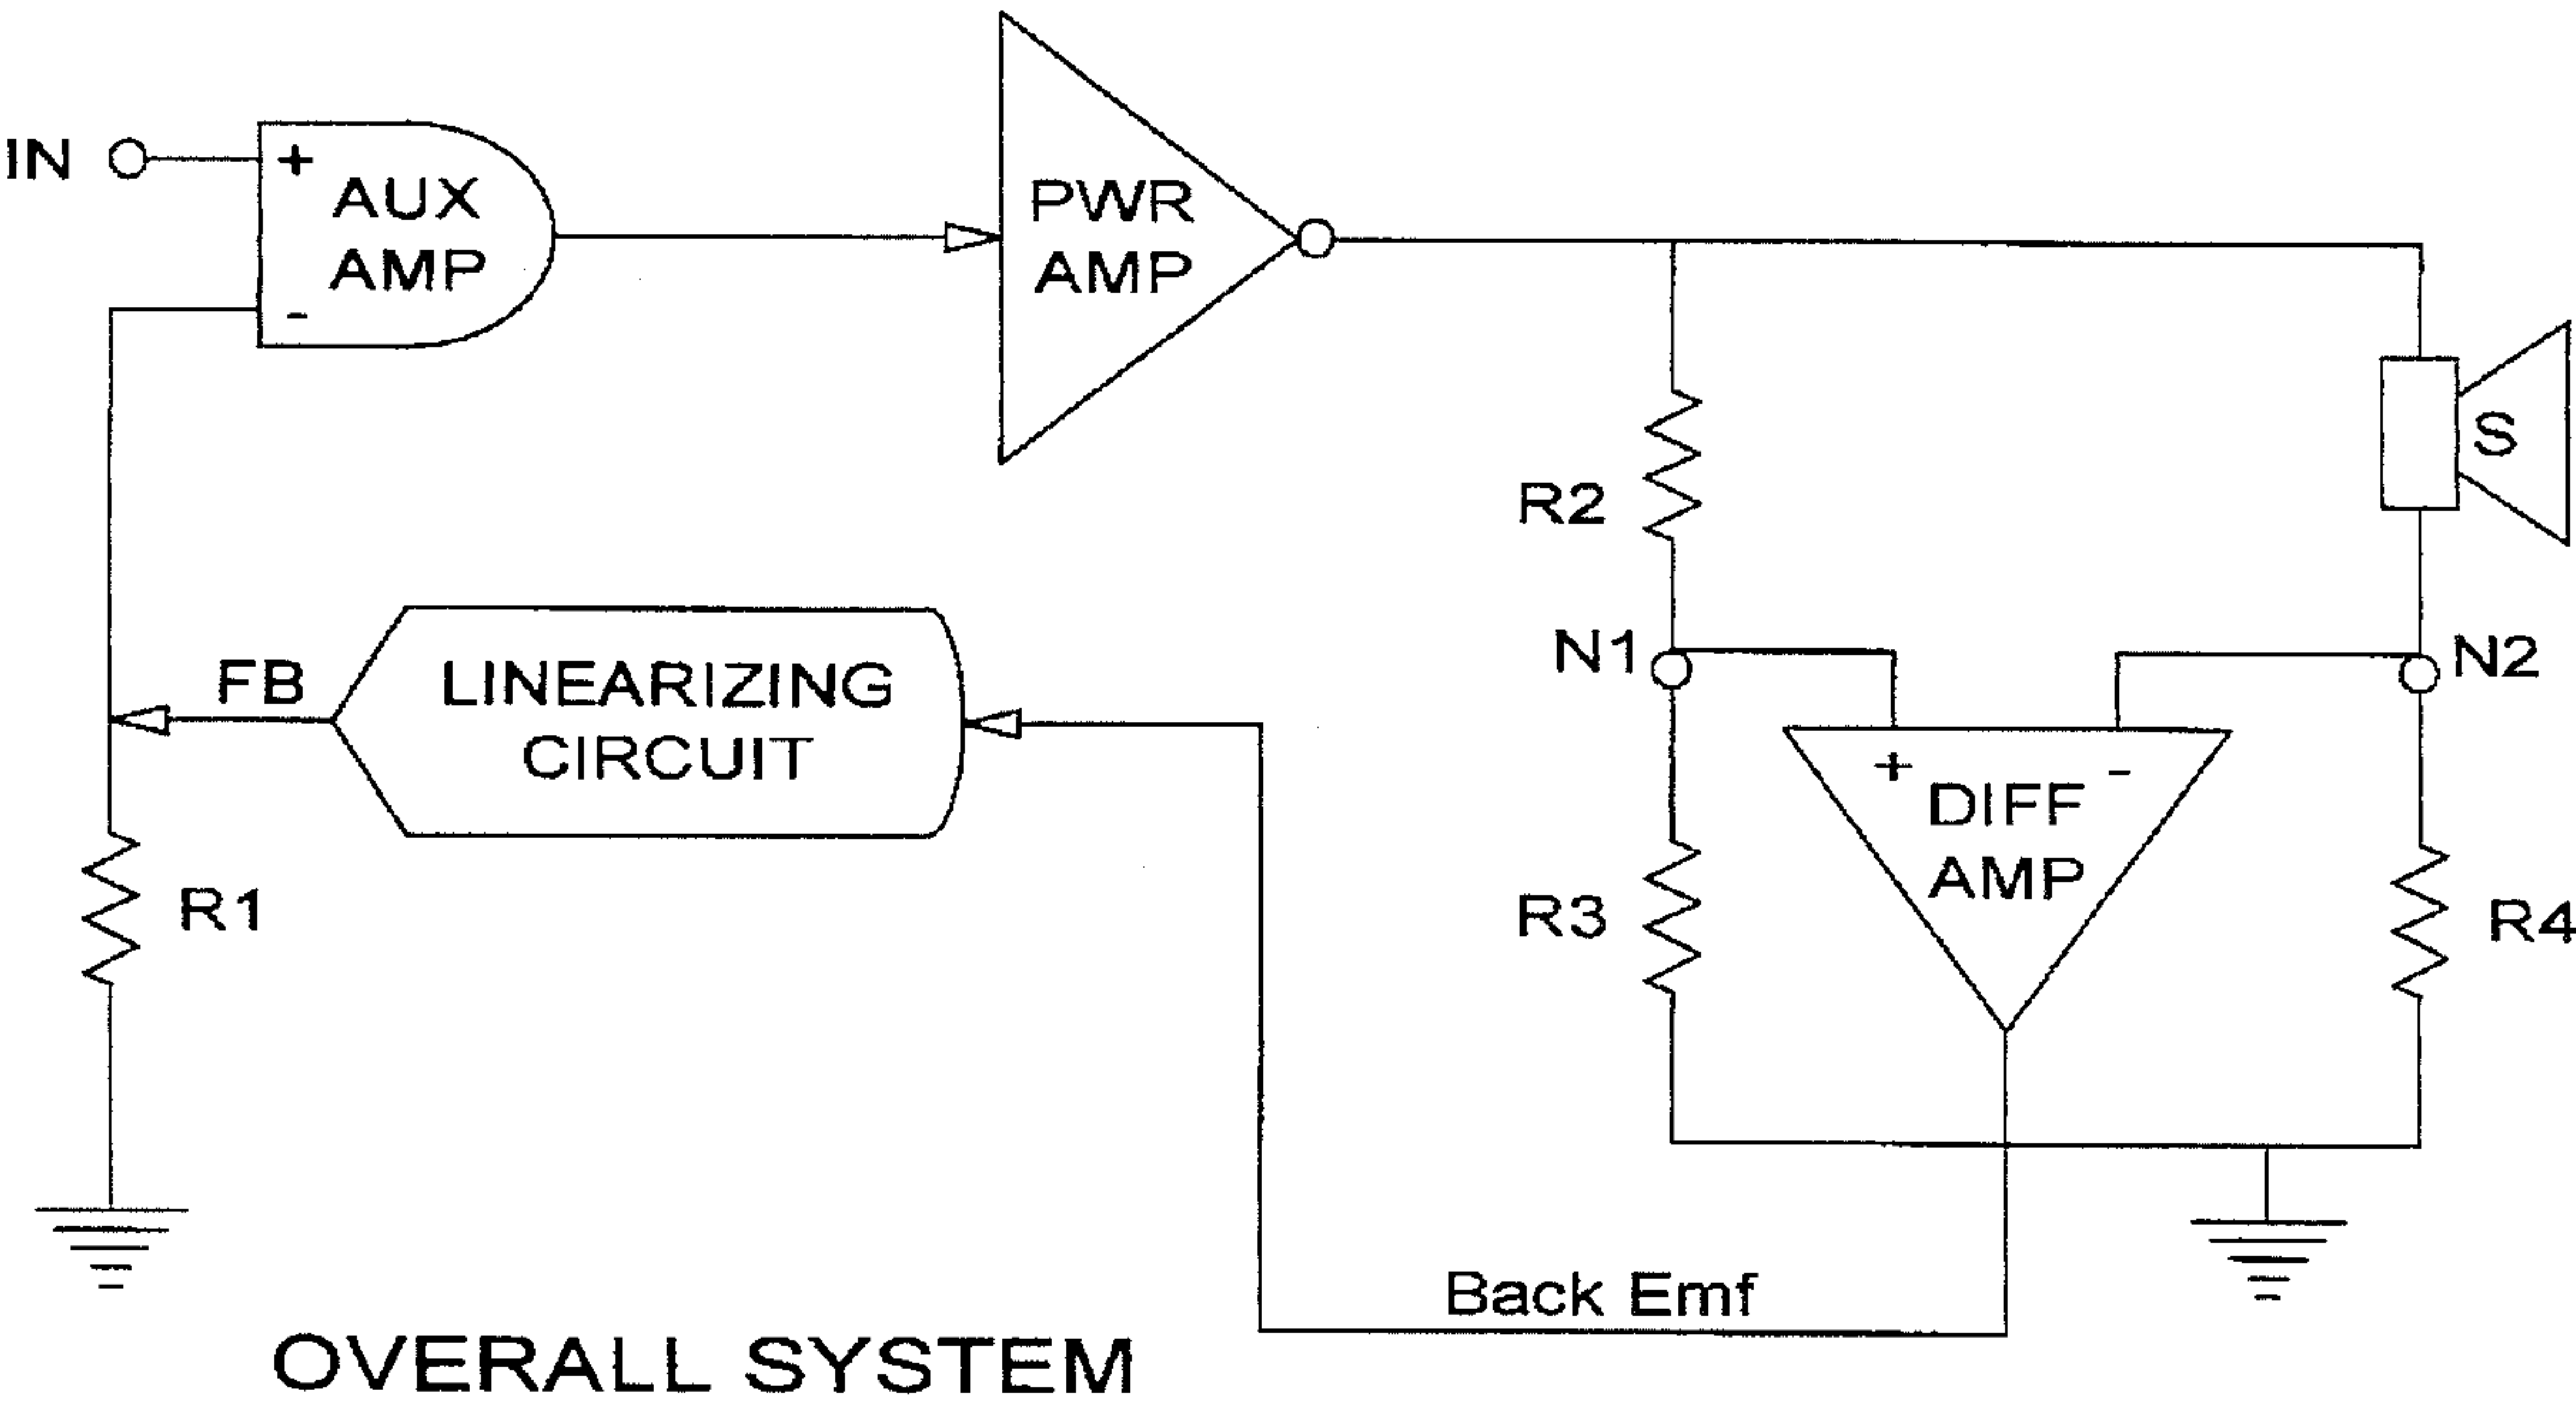 IN
+
AUX
AMP
-
PWR
AMP
S
R2
N1
N2
FB
LINEARIZING
CIRCUIT
+
-
DIFF
AMP
R1
R3
R4
Back Emf
OVERALL SYSTEM